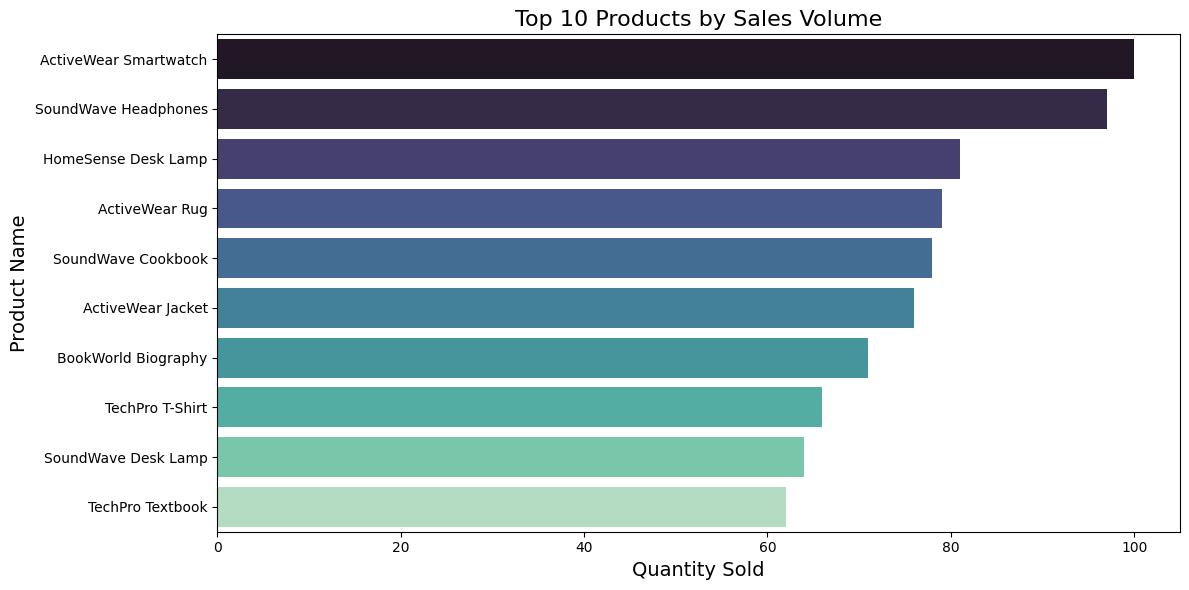 Top 10 Products by Sales Volume
Product Name
ActiveWear Smartwatch
SoundWave Headphones
HomeSense Desk Lamp
ActiveWear Rug
SoundWave Cookbook
ActiveWear Jacket
BookWorld Biography
TechPro T-Shirt
SoundWave Desk Lamp
TechPro Textbook
0 20 40 60 80 100
Quantity Sold